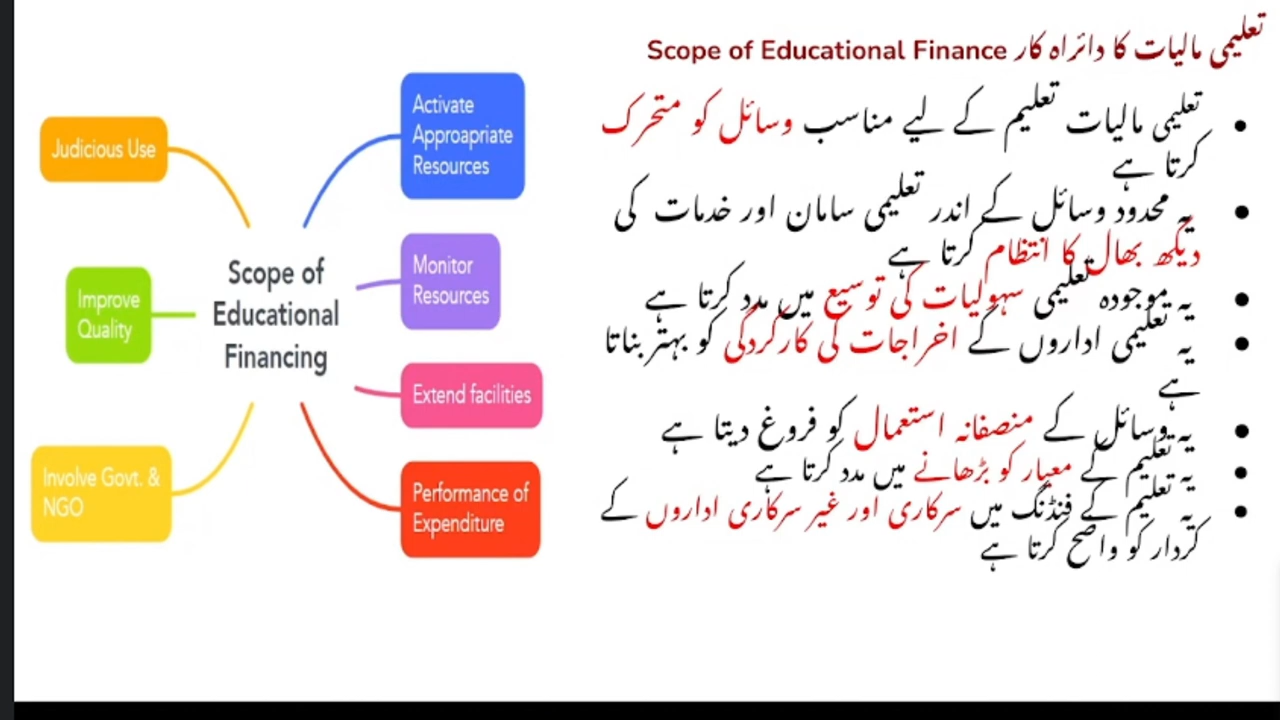 تعلیمی مالیات کا دائراہ کار Scope of Educational Finance
تعلیمی مالیات تعلیم کے لیے مناسب وسائل کو متحرک
کرتا ہے
یہ محدود وسائل کے اندر تعلیمی سامان اور خدمات کی
دیکھ بھال کا انتظام کرتا ہے
یہ موجودہ تعلیمی سہولیات کی توسیع میں مدد کرتا ہے
یہ تعلیمی اداروں کے اخراجات کی کارکردگی کو بہتر بناتا
ہے
یہ وسائل کے منصفانہ استعمال کو فروغ دیتا ہے
یہ تعلیم کے معیار کو بڑھانے میں مدد کرتا ہے
یہ تعلیم کے فنڈنگ میں سرکاری اور غیر سرکاری اداروں کے
کردار کو واضح کرتا ہے
Scope of
Educational
Financing
Activate
Approapriate
Resources
Monitor
Resources
Extend facilities
Performance of
Expenditure
Judicious Use
Improve
Quality
Involve Govt. &
NGO